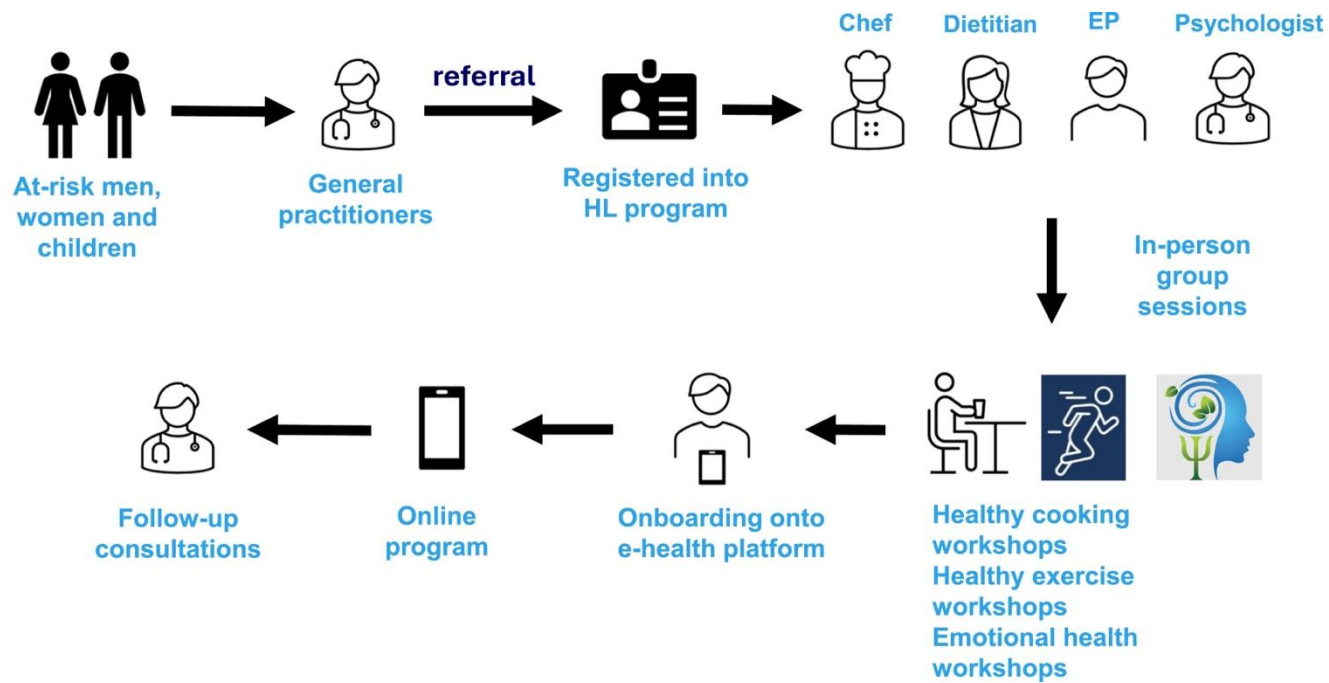 Chef
Dietitian
EP
Psychologist
referral
At-risk men,
women and
children
General
practitioners
Registered into
HL program
In-person
group
sessions
Follow-up
consultations
Online
program
Onboarding onto
e-health platform
Healthy cooking
workshops
Healthy exercise
workshops
Emotional health
workshops